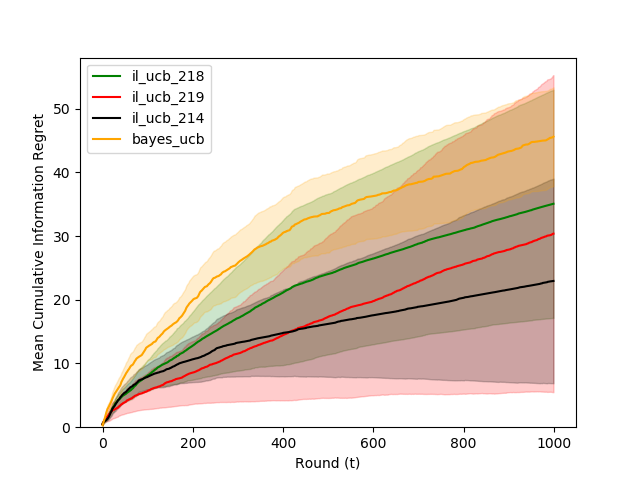 il_ucb_218
il_ucb_219
il_ucb_214
bayes_ucb
Mean Cumulative Information Regret
50
40
30
20
10
0
0 200 400 600 800 1000
Round (t)